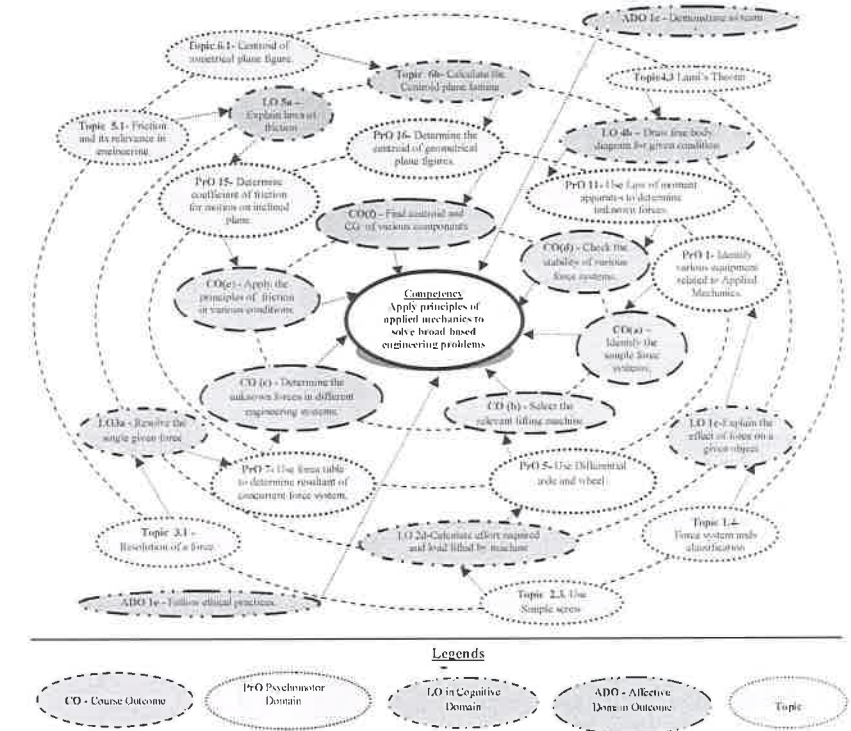 ADO 1c - Demonstrate as team
Topic 6.1- Centroid of
geometrical plane figure.
Topic 6b- Calculate the
Centroid plane lamina
Topic4.3 Lami's Theorem
LO 5a –
Explain laws of
friction
Topic 5.1- Friction
and its relevance in
engineering
PrO 16- Determine the
centroid of geometrical
plane figures.
LO 4b – Draw free body
diagram for given condition
PrO 15- Determine
coefficient of friction
for motion on inclined
plane.
PrO 11- Use Law of moment
apparatus to determine
unknown forces.
CO(f) – Find centroid and
CG of various components
CO(d) - Check the
stability of various
force systems.
PrO 1- Identify
various equipment
related to Applied
Mechanics.
CO(e) - Apply the
principles of friction
in various conditions.
Competency
Apply principles of
applied mechanics to
solve broad based
engineering problems
CO(a) –
Identify the
simple force
systems.
CO (c) - Determine the
unknown forces in different
engineering systems.
CO (b) - Select the
relevant lifting machine
LO3a - Resolve the
single given force
LO 1c-Explain the
effect of force on a
given object
PrO 7- Use force table
to determine resultant of
concurrent force system.
PrO 5- Use Differential
axle and wheel
Topic 3.1 -
Resolution of a force
LO 2d-Calculate effort required
and load lifted by machine
Topic 1.4-
Force system and
classification
ADO 1e - Follow ethical practices
Topic 2.3. Use
Simple screw
Legends
CO - Course Outcome
PrO Psychomotor
Domain
LO in Cognitive
Domain
ADO - Affective
Domain Outcome
Topic